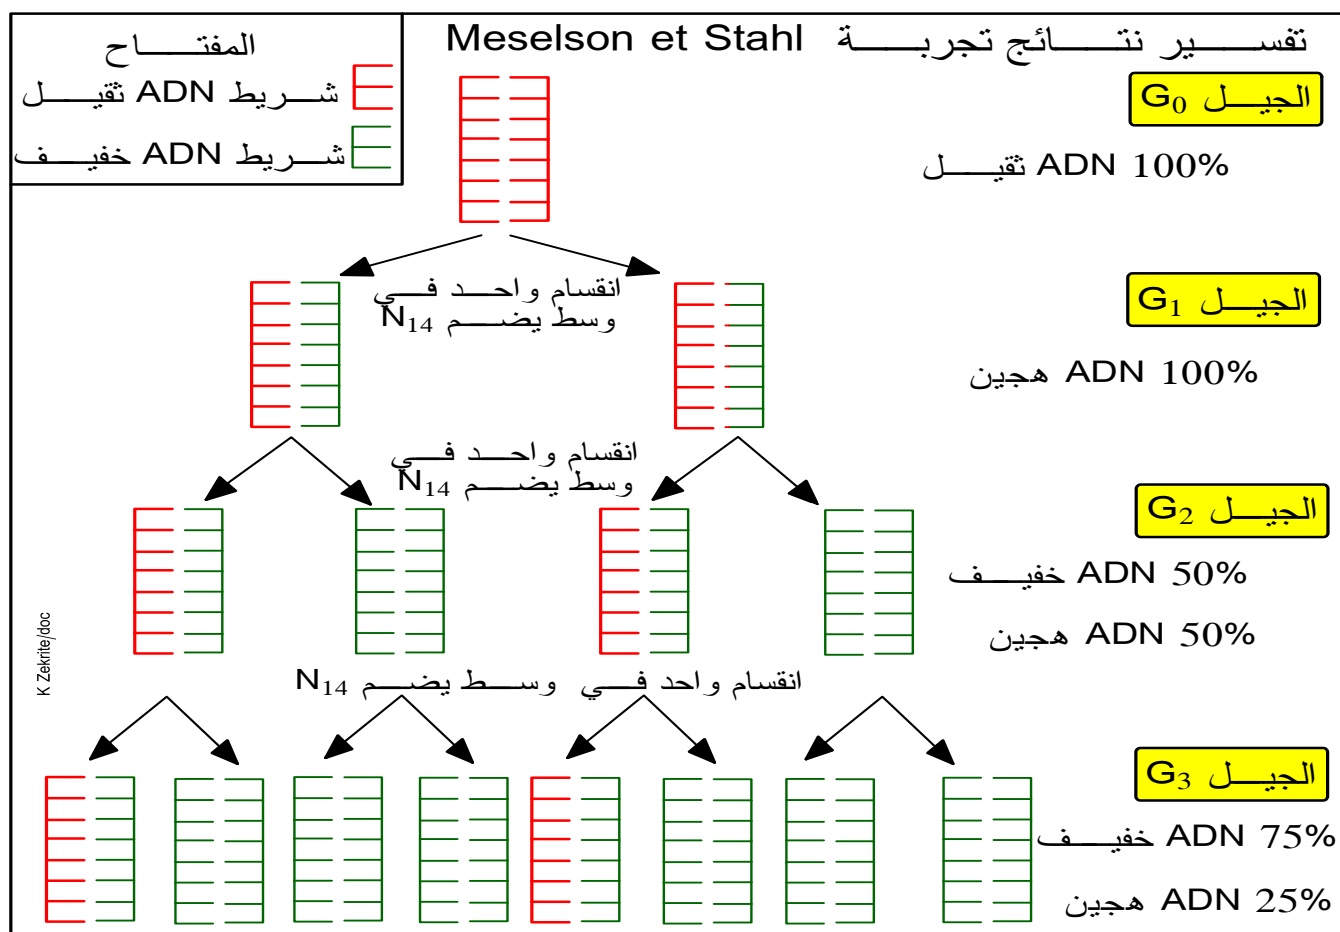 تفسير نتائج تجربة Meselson et Stahl
المفتاح
شريط ADN ثقيل
شريط ADN خفيف
الجيل G0
100% ADN ثقيل
انقسام واحد في
وسط يضم N14
الجيل G1
100% ADN هجين
انقسام واحد في
وسط يضم N14
الجيل G2
50% ADN خفيف
50% ADN هجين
انقسام واحد في وسط يضم N14
الجيل G3
75% ADN خفيف
25% ADN هجين
K Zekrite/doc